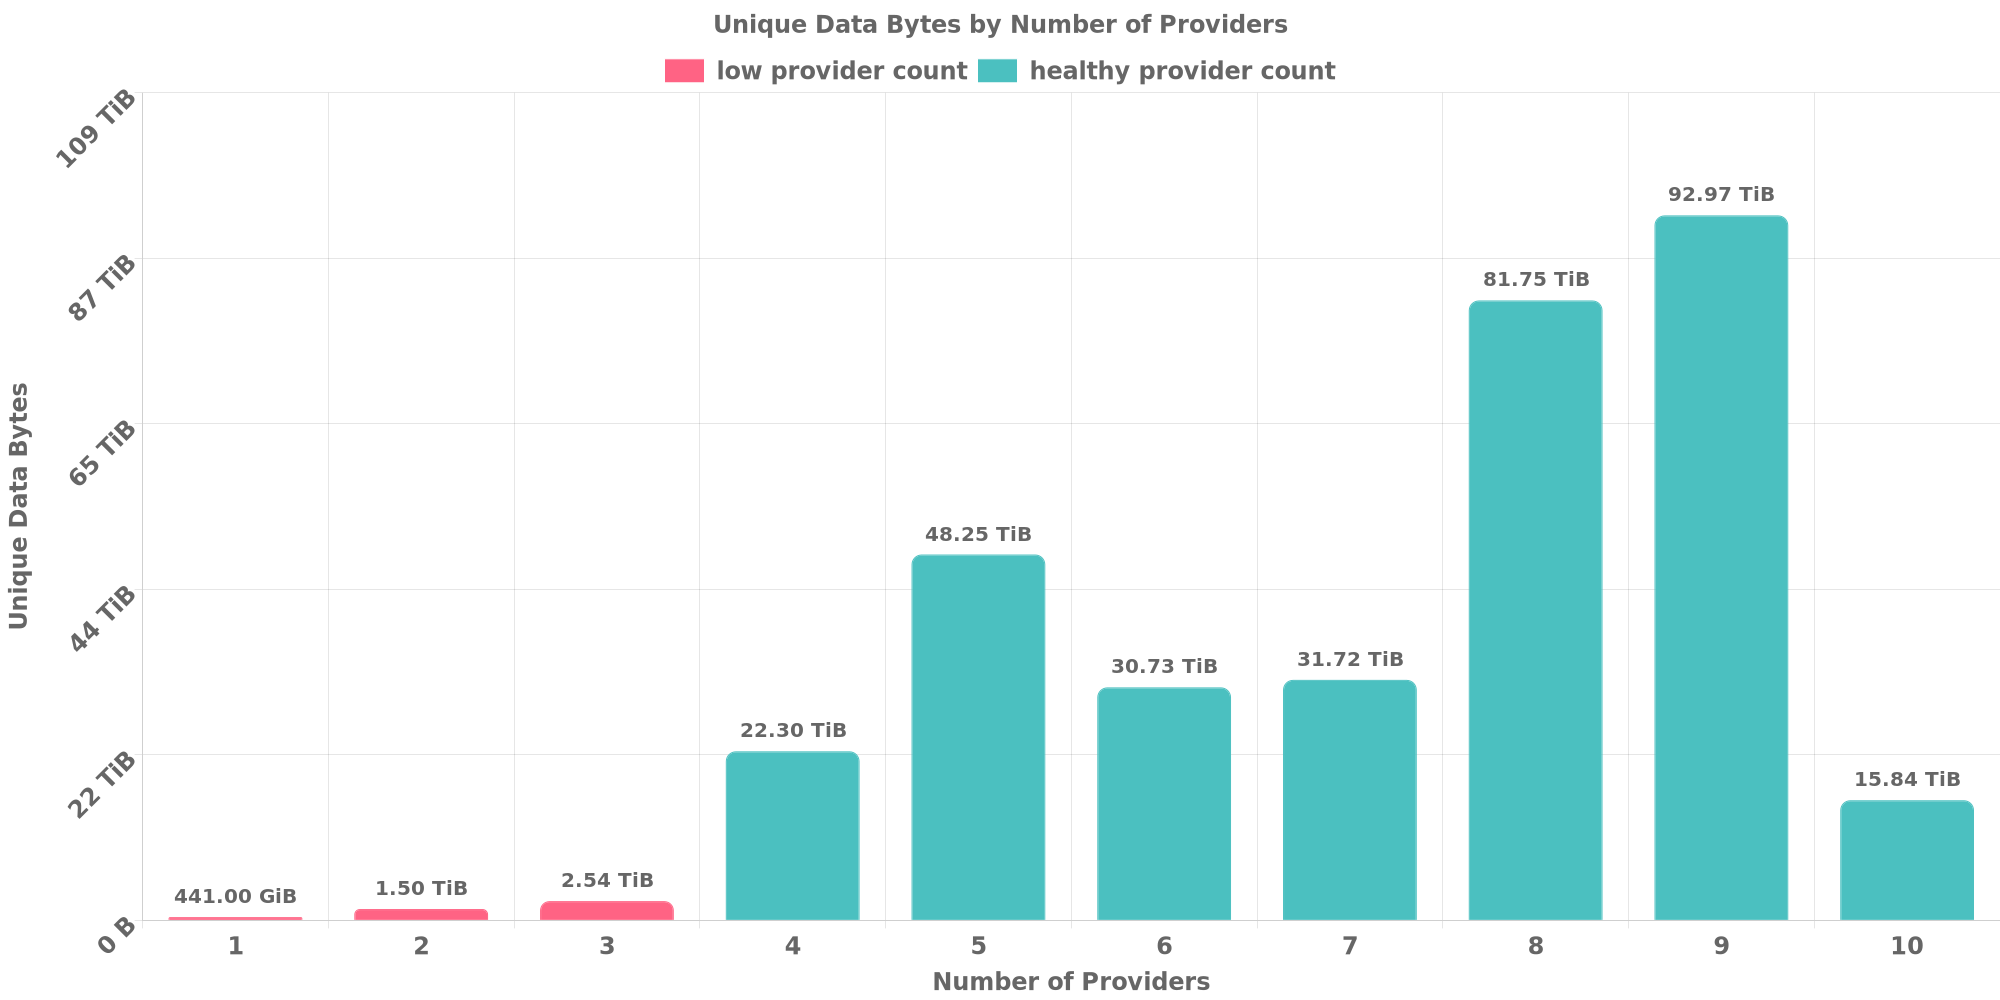 Unique Data Bytes by Number of Providers
low provider count healthy provider count
109 TiB
87 TiB
65 TiB
44 TiB
22 TiB
0 B
Unique Data Bytes
441.00 GiB
1.50 TiB
2.54 TiB
22.30 TiB
48.25 TiB
30.73 TiB
31.72 TiB
81.75 TiB
92.97 TiB
15.84 TiB
1 2 3 4 5 6 7 8 9 10
Number of Providers